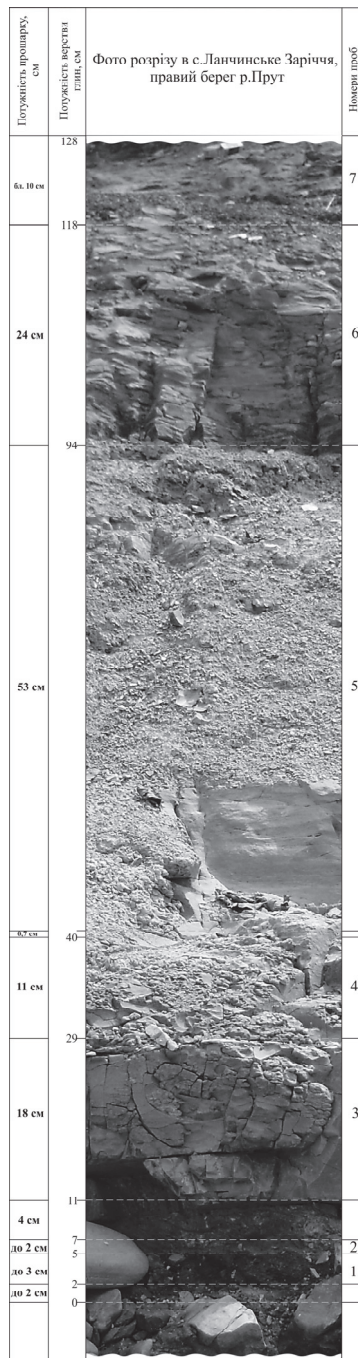 Потужність прошарку,
см
Потужність верстви
глин, см
Фото розрізу в с.Ланчинське Заріччя,
правий берег р.Прут
Номери проб
128
бл. 10 см
7
118
24 см
6
94
53 см
5
0,7 см
40
11 см
4
29
18 см
3
11
4 см
7
до 2 см
2
5
до 3 см
1
2
до 2 см
0